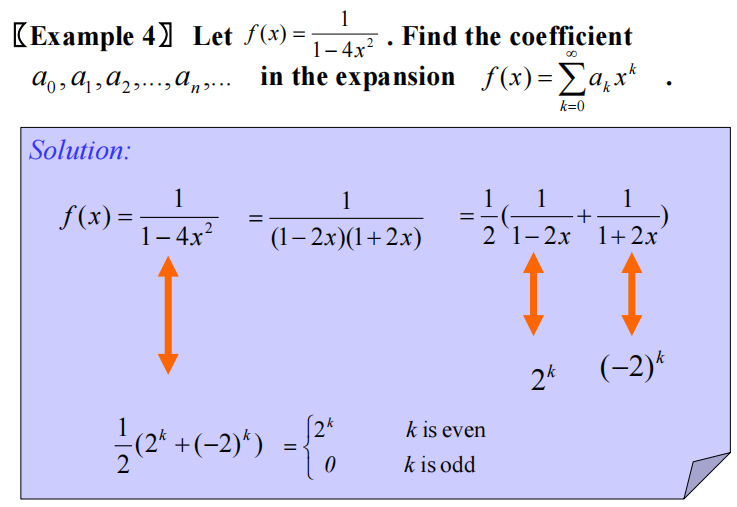 〖Example 4〗 Let f(x) = 1/(1−4x²) . Find the coefficient
a₀, a₁, a₂,..., aₙ,... in the expansion f(x) = ∑_{k=0}^{∞} aₖxᵏ .
Solution:
f(x) = 1/(1−4x²) = 1/((1−2x)(1+2x)) = 1/2(1/(1−2x) + 1/(1+2x))
2ᵏ (−2)ᵏ
1/2(2ᵏ + (−2)ᵏ) = { 2ᵏ k is even
0 k is odd